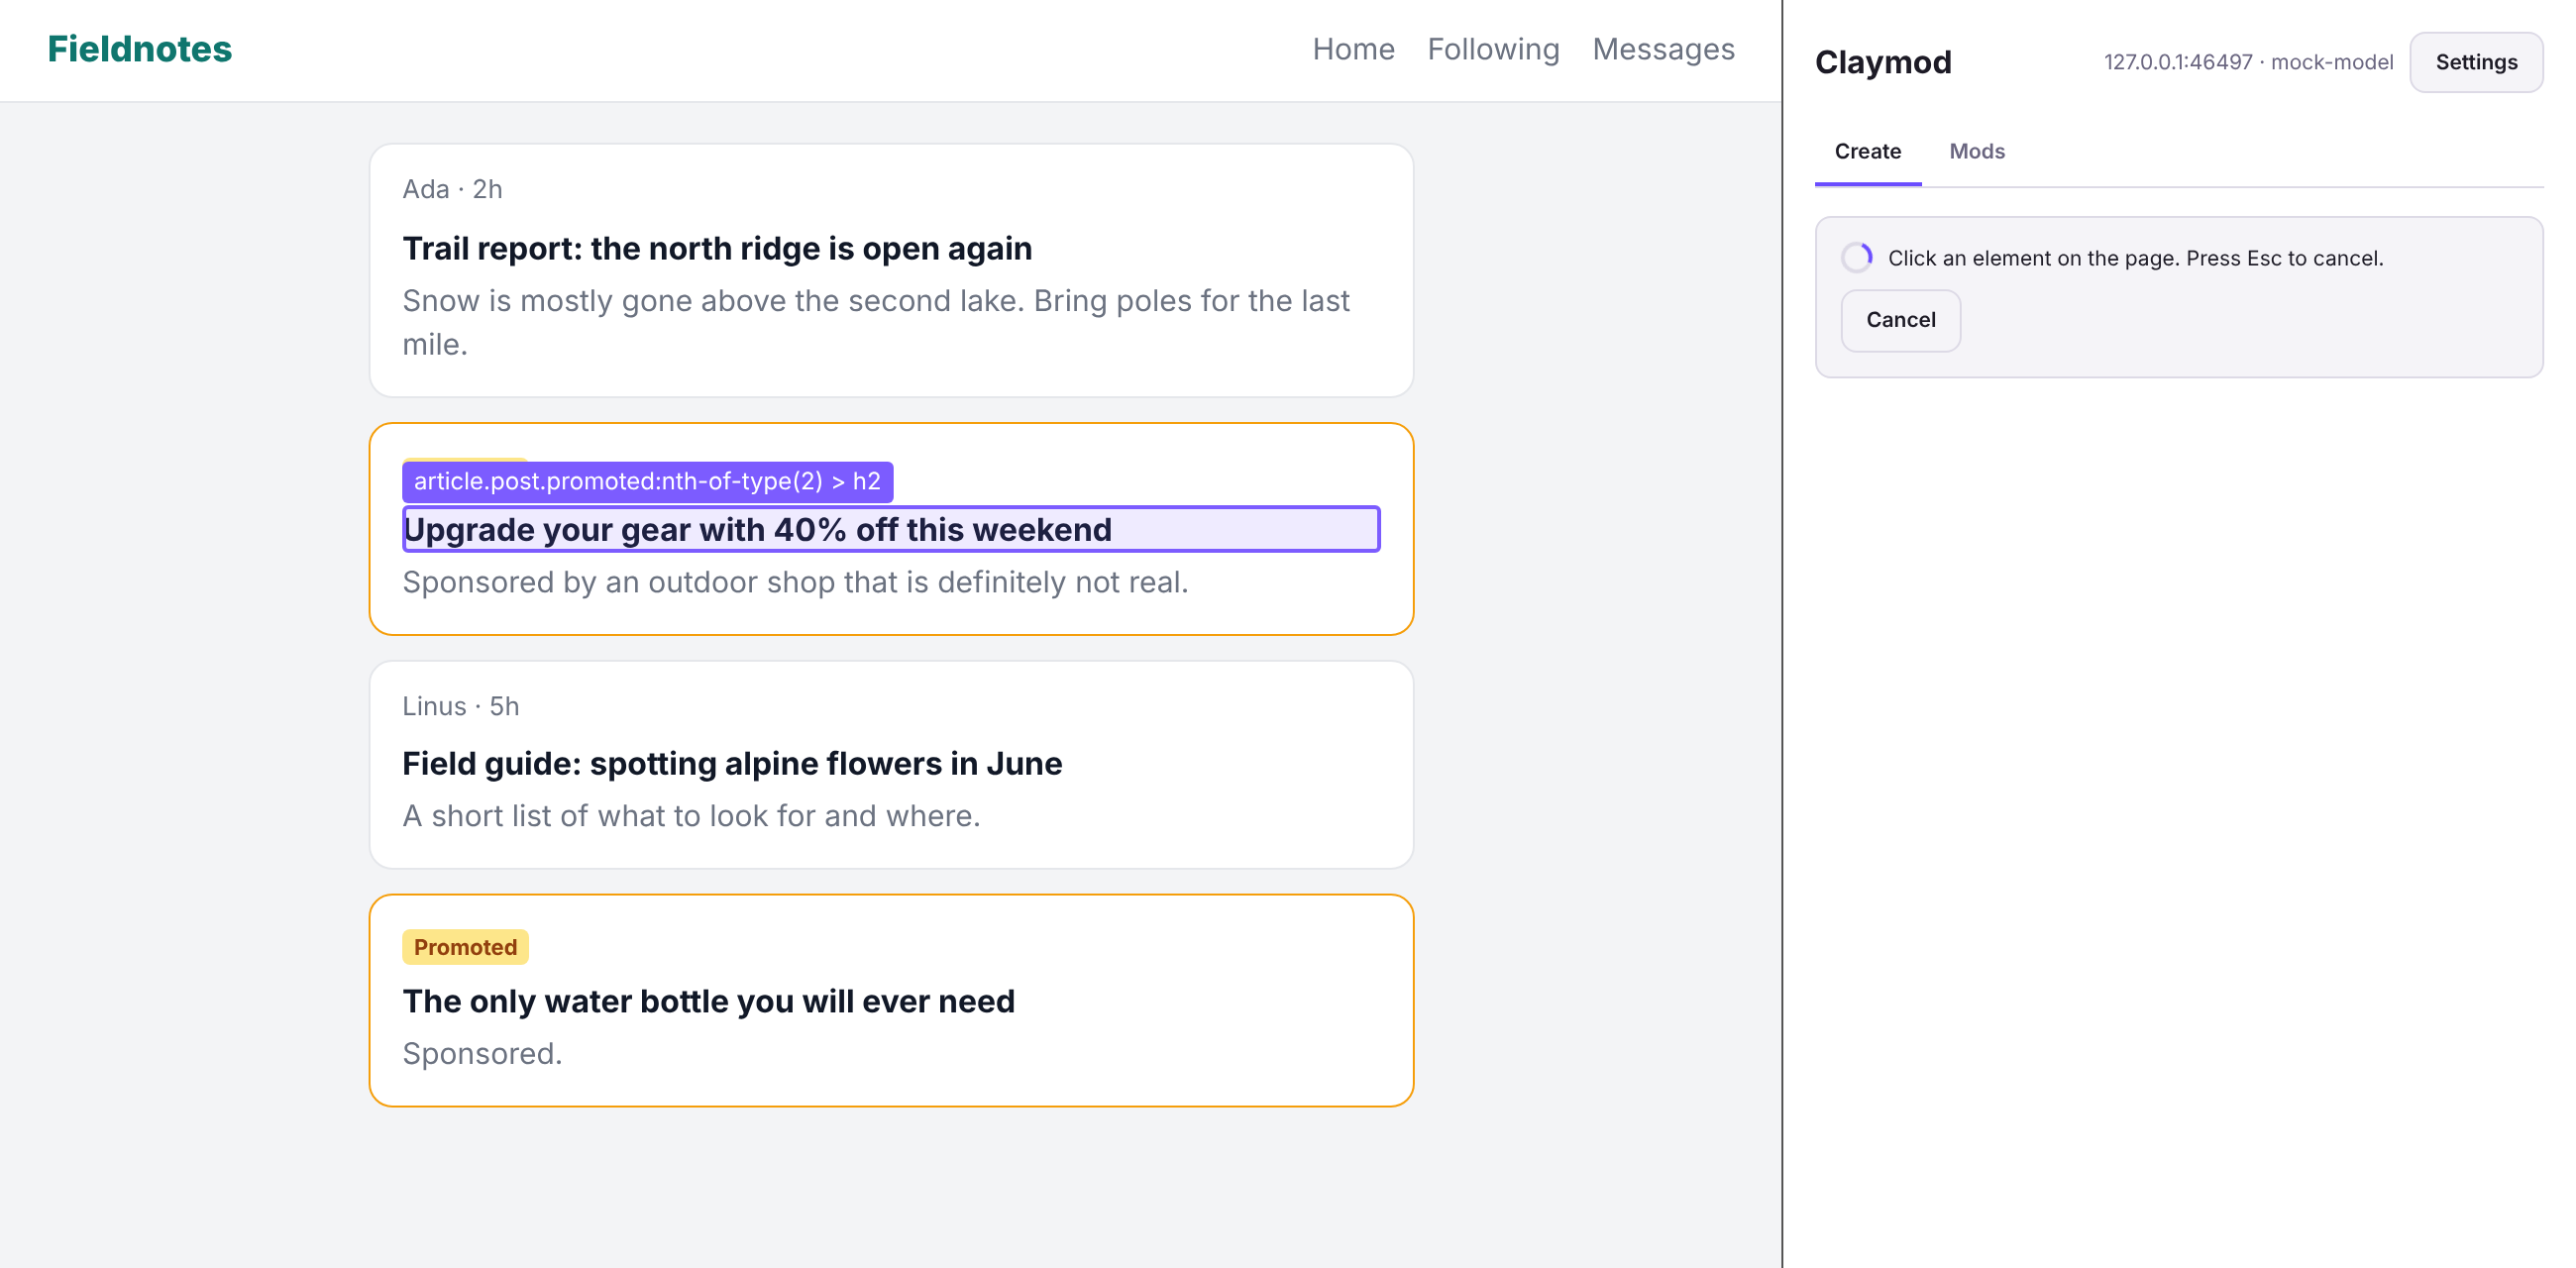 Fieldnotes
Home Following Messages
Ada · 2h
Trail report: the north ridge is open again
Snow is mostly gone above the second lake. Bring poles for the last
mile.
article.post.promoted:nth-of-type(2) > h2
Upgrade your gear with 40% off this weekend
Sponsored by an outdoor shop that is definitely not real.
Linus · 5h
Field guide: spotting alpine flowers in June
A short list of what to look for and where.
Promoted
The only water bottle you will ever need
Sponsored.
Claymod
127.0.0.1:46497 · mock-model
Settings
Create Mods
Click an element on the page. Press Esc to cancel.
Cancel